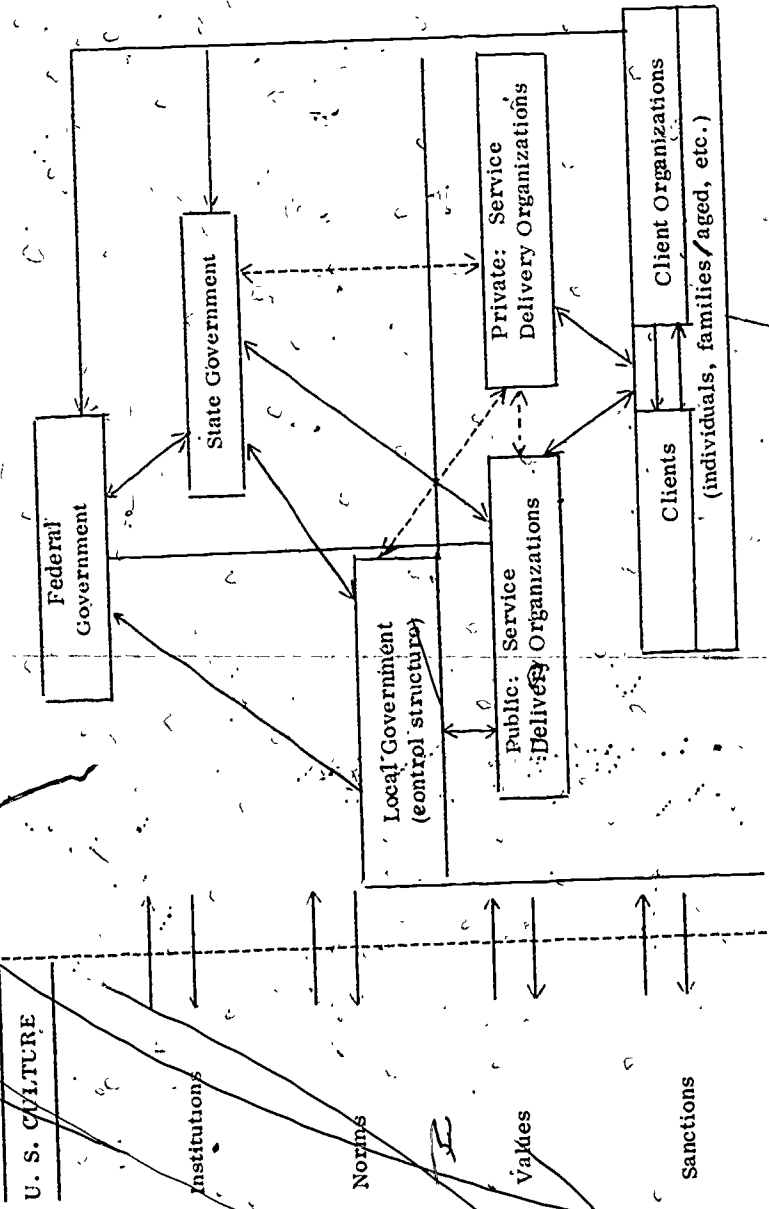 U. S. CULTURE
Institutions
Norms
Values
Sanctions
Federal
Government
State Government
Local Government
(control structure)
Public: Service
Delivery Organizations
Private: Service
Delivery Organizations
Clients
Client Organizations
(individuals, families/aged, etc.)